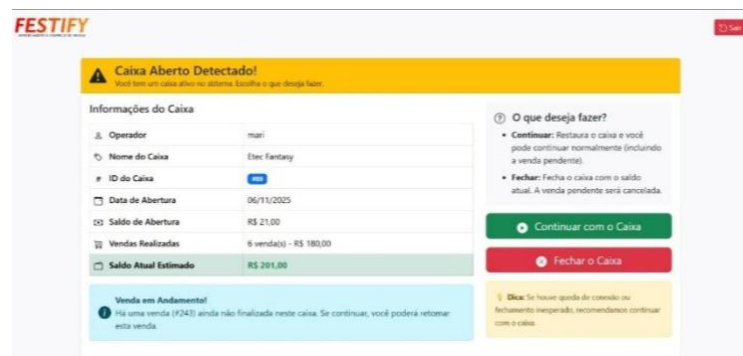 FESTIFY
Sair
Caixa Aberto Detectado!
Você tem um caixa ativo no sistema. Escolha o que deseja fazer.
Informações do Caixa
Operador mari
Nome do Caixa Etec Fantasy
# ID do Caixa
Data de Abertura 06/11/2025
Saldo de Abertura R$ 21,00
Vendas Realizadas 6 venda(s) - R$ 180,00
Saldo Atual Estimado R$ 201,00
Venda em Andamento!
Há uma venda (#243) ainda não finalizada neste caixa. Se continuar, você poderá retomar
esta venda.
O que deseja fazer?
Continuar: Restaura o caixa e você
pode continuar normalmente (incluindo
a venda pendente).
Fechar: Fecha o caixa com o saldo
atual. A venda pendente será cancelada.
Continuar com o Caixa
Fechar o Caixa
Dica: Se houve queda de conexão ou
fechamento inesperado, recomendamos continuar
com o caixa.